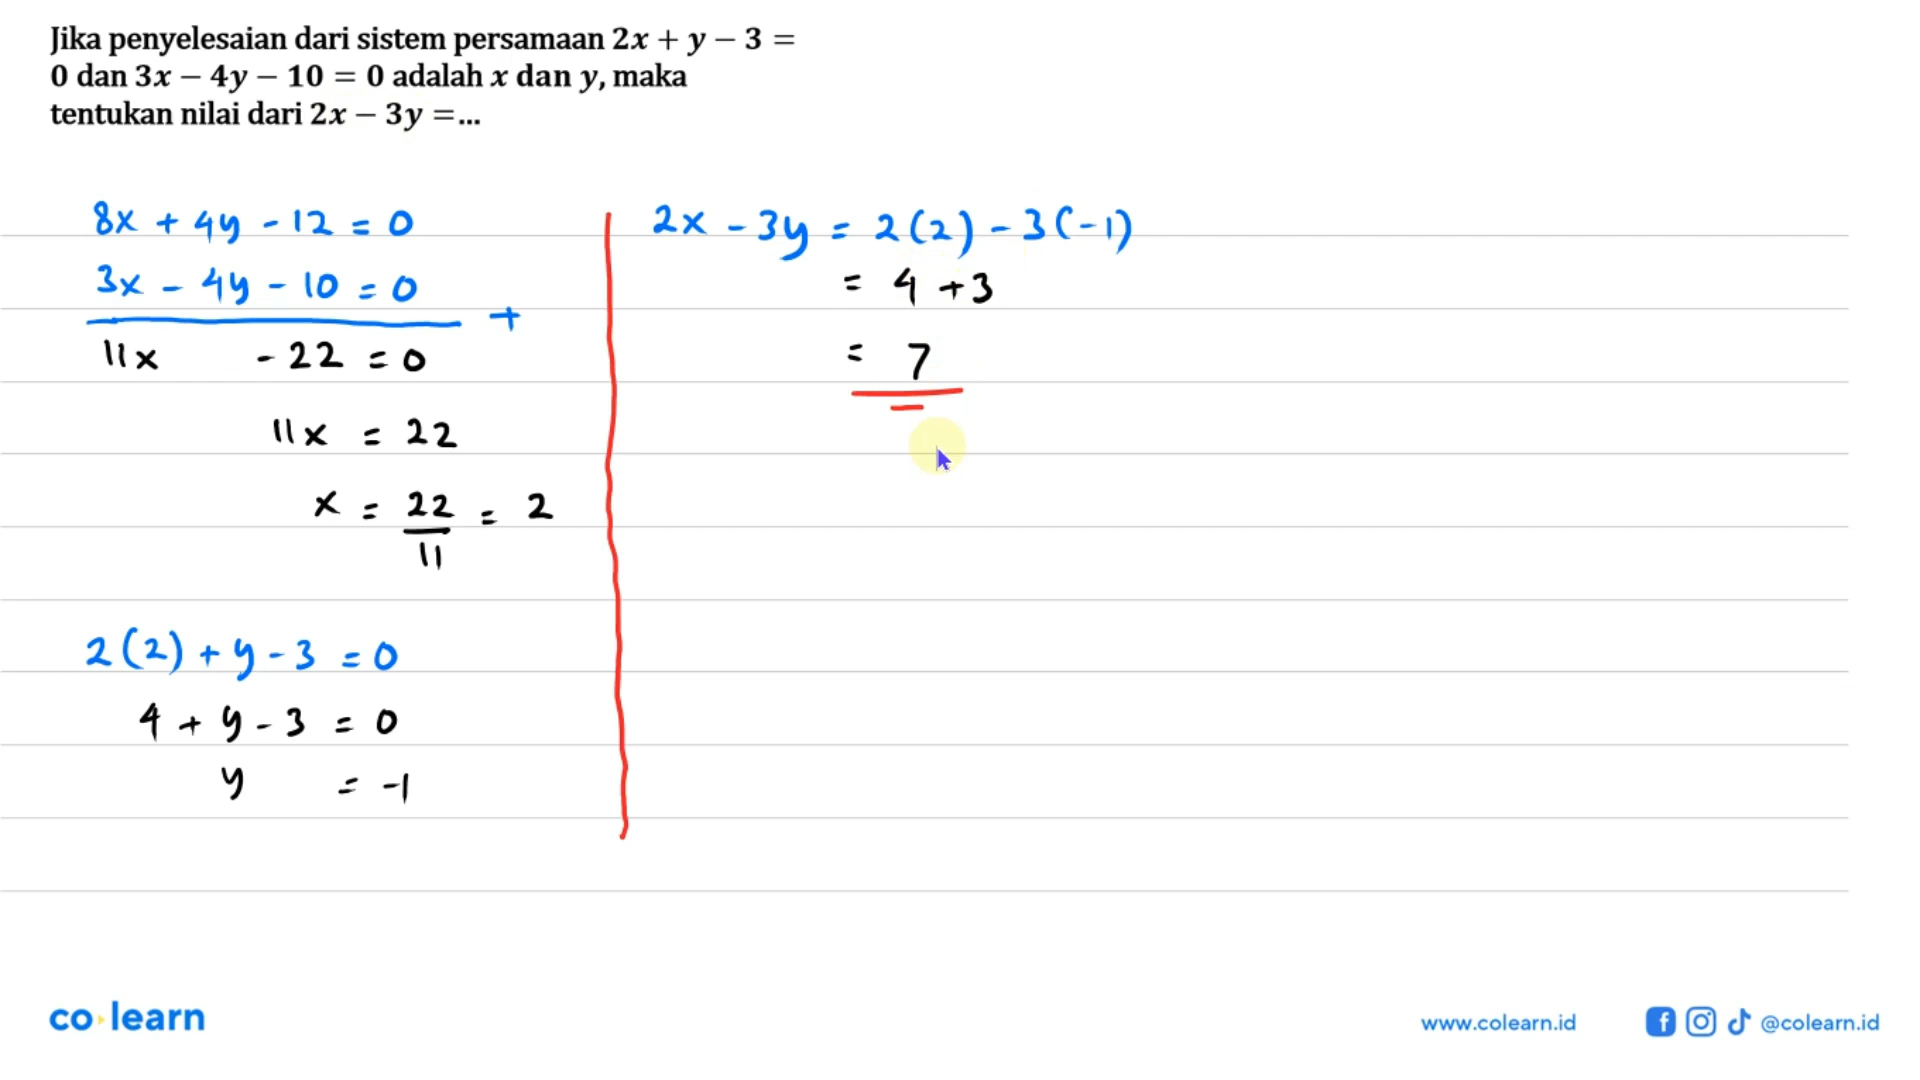 Jika penyelesaian dari sistem persamaan 2x + y − 3 =
0 dan 3x − 4y − 10 = 0 adalah x dan y, maka
tentukan nilai dari 2x − 3y =...
8x + 4y - 12 = 0
3x - 4y - 10 = 0
+
11x - 22 = 0
11x = 22
x = 22/11 = 2
2(2) + y - 3 = 0
4 + y - 3 = 0
y = -1
2x - 3y = 2(2) - 3(-1)
= 4 + 3
= 7
co learn
www.colearn.id
@colearn.id